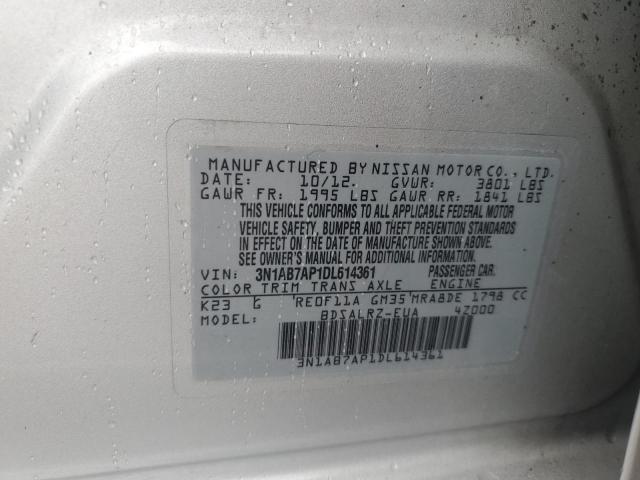 MANUFACTURED BY NISSAN MOTOR CO., LTD.
DATE: 10/12. GVWR: 3801 LBS
GAWR FR: 1995 LBS GAWR RR: 1841 LBS
THIS VEHICLE CONFORMS TO ALL APPLICABLE FEDERAL MOTOR
VEHICLE SAFETY, BUMPER AND THEFT PREVENTION STANDARDS
IN EFFECT ON THE DATE OF MANUFACTURE SHOWN ABOVE.
SEE OWNER'S MANUAL FOR ADDITIONAL INFORMATION.
VIN: 3N1AB7AP1DL614361 PASSENGER CAR.
COLOR TRIM TRANS AXLE ENGINE
K23 G RE0F11A GM35 MRA8DE 1798 CC
MODEL: BDSALRZ-EUA 4Z000
3N1AB7AP1DL614361